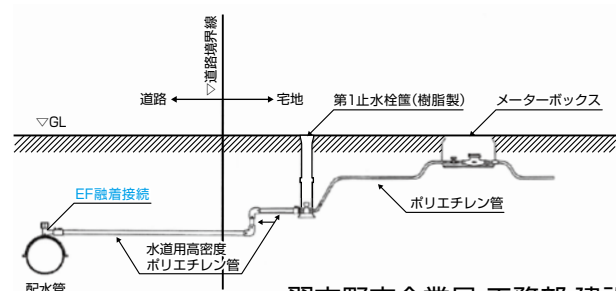 ▽道路境界線
道路
宅地
第1止水栓筺(樹脂製)
メーターボックス
▽GL
EF融着接続
ポリエチレン管
水道用高密度
ポリエチレン管
配水管